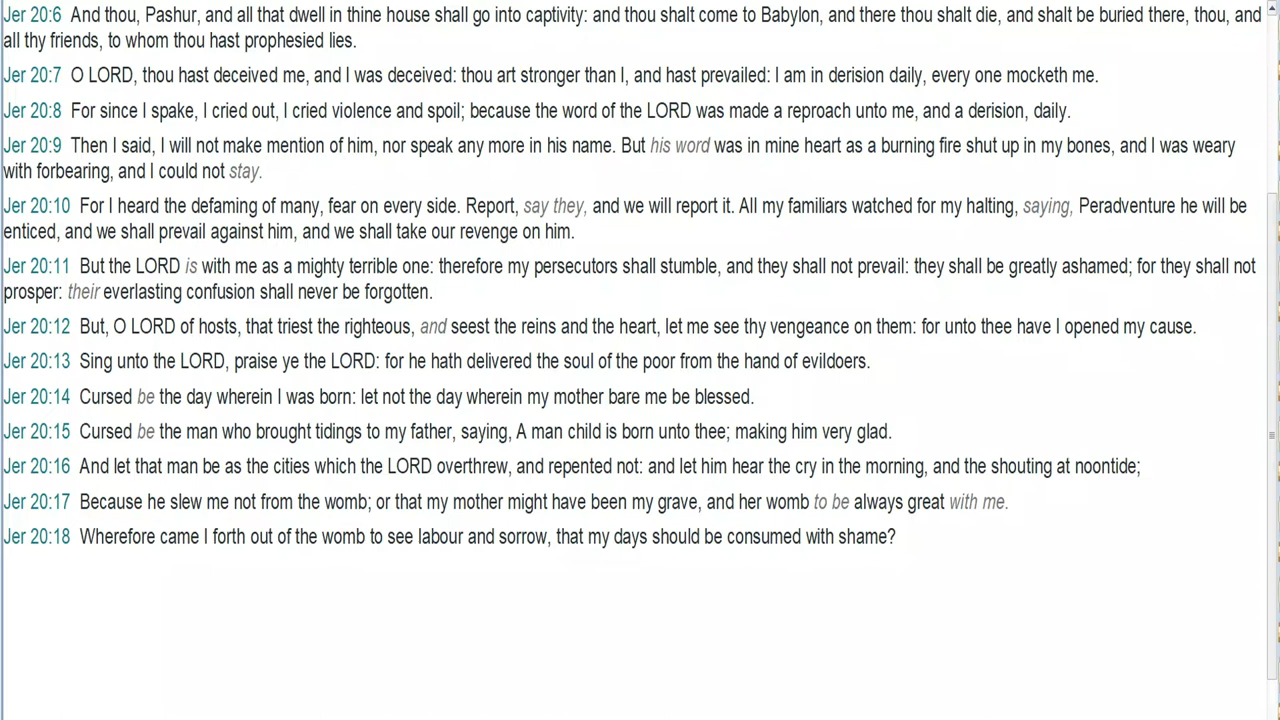 Jer 20:6 And thou, Pashur, and all that dwell in thine house shall go into captivity: and thou shalt come to Babylon, and there thou shalt die, and shalt be buried there, thou, and
all thy friends, to whom thou hast prophesied lies.
Jer 20:7 O LORD, thou hast deceived me, and I was deceived: thou art stronger than I, and hast prevailed: I am in derision daily, every one mocketh me.
Jer 20:8 For since I spake, I cried out, I cried violence and spoil; because the word of the LORD was made a reproach unto me, and a derision, daily.
Jer 20:9 Then I said, I will not make mention of him, nor speak any more in his name. But his word was in mine heart as a burning fire shut up in my bones, and I was weary
with forbearing, and I could not stay.
Jer 20:10 For I heard the defaming of many, fear on every side. Report, say they, and we will report it. All my familiars watched for my halting, saying, Peradventure he will be
enticed, and we shall prevail against him, and we shall take our revenge on him.
Jer 20:11 But the LORD is with me as a mighty terrible one: therefore my persecutors shall stumble, and they shall not prevail: they shall be greatly ashamed; for they shall not
prosper: their everlasting confusion shall never be forgotten.
Jer 20:12 But, O LORD of hosts, that triest the righteous, and seest the reins and the heart, let me see thy vengeance on them: for unto thee have I opened my cause.
Jer 20:13 Sing unto the LORD, praise ye the LORD: for he hath delivered the soul of the poor from the hand of evildoers.
Jer 20:14 Cursed be the day wherein I was born: let not the day wherein my mother bare me be blessed.
Jer 20:15 Cursed be the man who brought tidings to my father, saying, A man child is born unto thee; making him very glad.
Jer 20:16 And let that man be as the cities which the LORD overthrew, and repented not: and let him hear the cry in the morning, and the shouting at noontide;
Jer 20:17 Because he slew me not from the womb; or that my mother might have been my grave, and her womb to be always great with me.
Jer 20:18 Wherefore came I forth out of the womb to see labour and sorrow, that my days should be consumed with shame?